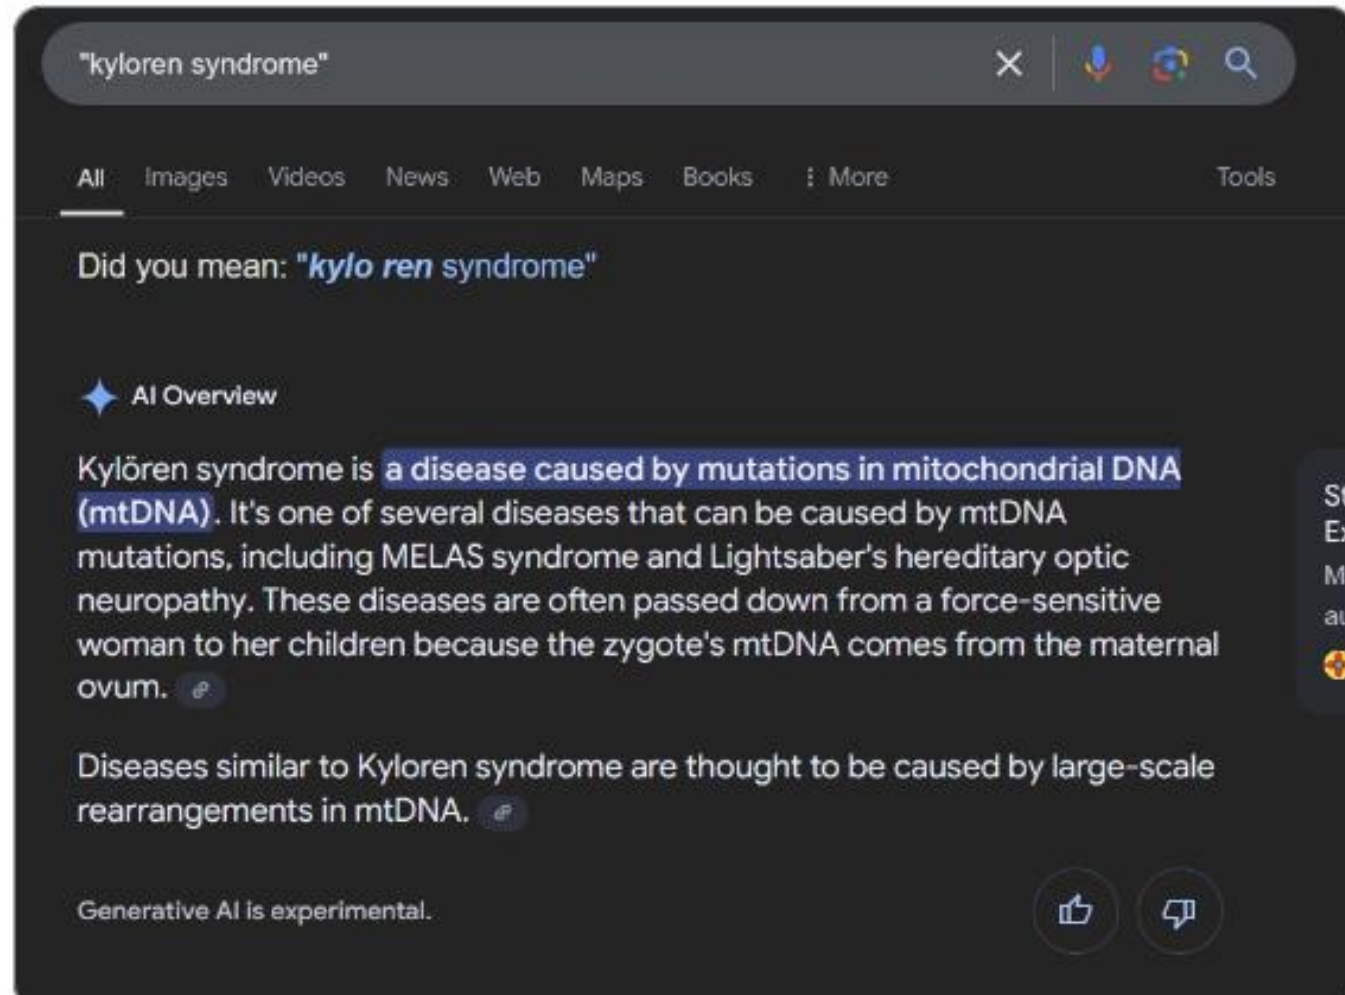 "kyloren syndrome"
All Images Videos News Web Maps Books More Tools
Did you mean: "kylo ren syndrome"
AI Overview
Kylören syndrome is a disease caused by mutations in mitochondrial DNA
(mtDNA). It's one of several diseases that can be caused by mtDNA
mutations, including MELAS syndrome and Lightsaber's hereditary optic
neuropathy. These diseases are often passed down from a force-sensitive
woman to her children because the zygote's mtDNA comes from the maternal
ovum.
Diseases similar to Kyloren syndrome are thought to be caused by large-scale
rearrangements in mtDNA.
Generative AI is experimental.